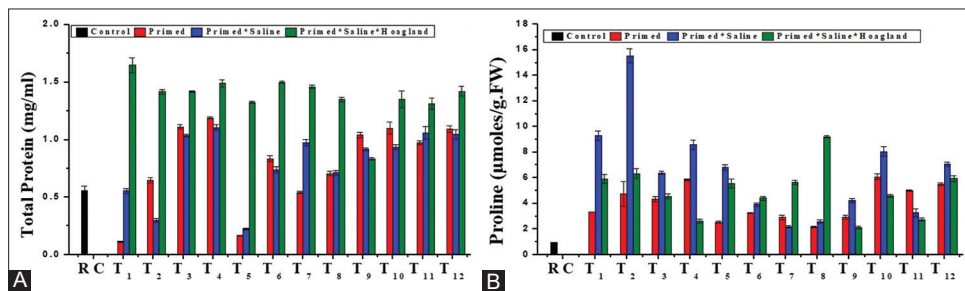 2.0
1.5
1.0
0.5
0.0
Total Protein (mg/ml)
Control Primed Primed*Saline Primed*Saline*Hoagland
R C T1 T2 T3 T4 T5 T6 T7 T8 T9 T10 T11 T12
A
18
16
14
12
10
8
6
4
2
0
Proline (µmoles/g.FW)
Control Primed Primed*Saline Primed*Saline*Hoagland
R C T1 T2 T3 T4 T5 T6 T7 T8 T9 T10 T11 T12
B